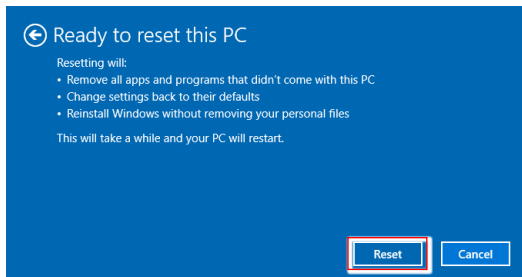 Ready to reset this PC
Resetting will:
• Remove all apps and programs that didn't come with this PC
• Change settings back to their defaults
• Reinstall Windows without removing your personal files
This will take a while and your PC will restart.
Reset
Cancel